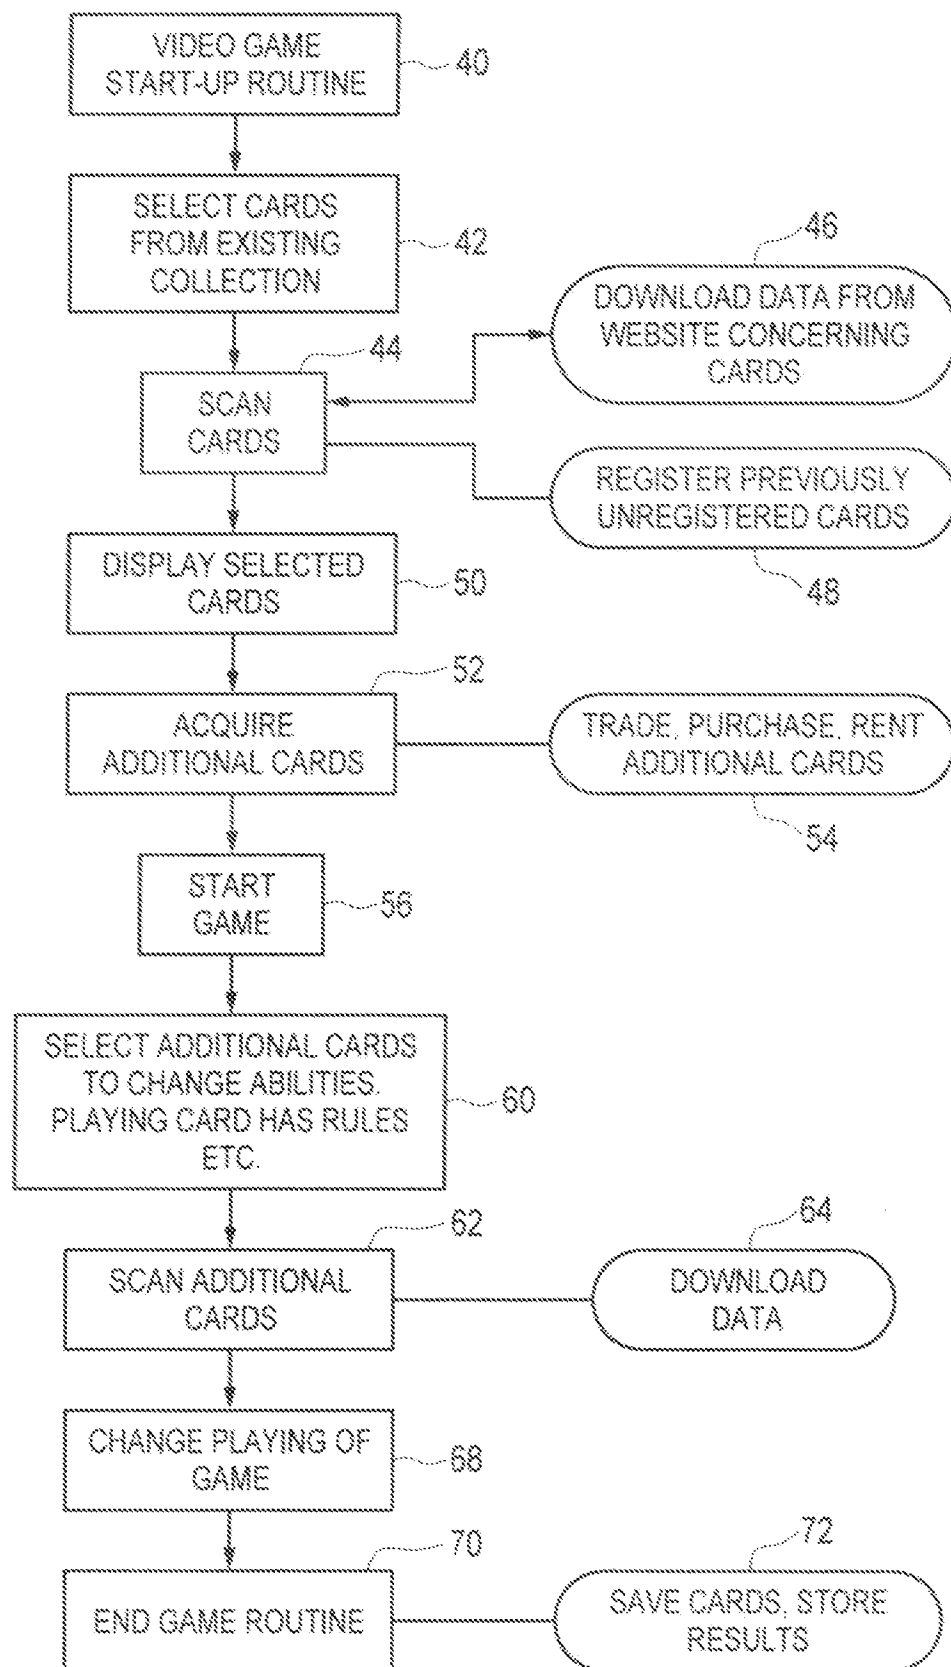 VIDEO GAME
START-UP ROUTINE
40
SELECT CARDS
FROM EXISTING
COLLECTION
42
46
DOWNLOAD DATA FROM
WEBSITE CONCERNING
CARDS
44
SCAN
CARDS
REGISTER PREVIOUSLY
UNREGISTERED CARDS
48
DISPLAY SELECTED
CARDS
50
52
ACQUIRE
ADDITIONAL CARDS
TRADE, PURCHASE, RENT
ADDITIONAL CARDS
54
START
GAME
56
SELECT ADDITIONAL CARDS
TO CHANGE ABILITIES.
PLAYING CARD HAS RULES
ETC.
60
62
SCAN ADDITIONAL
CARDS
64
DOWNLOAD
DATA
CHANGE PLAYING OF
GAME
68
70
END GAME ROUTINE
72
SAVE CARDS, STORE
RESULTS